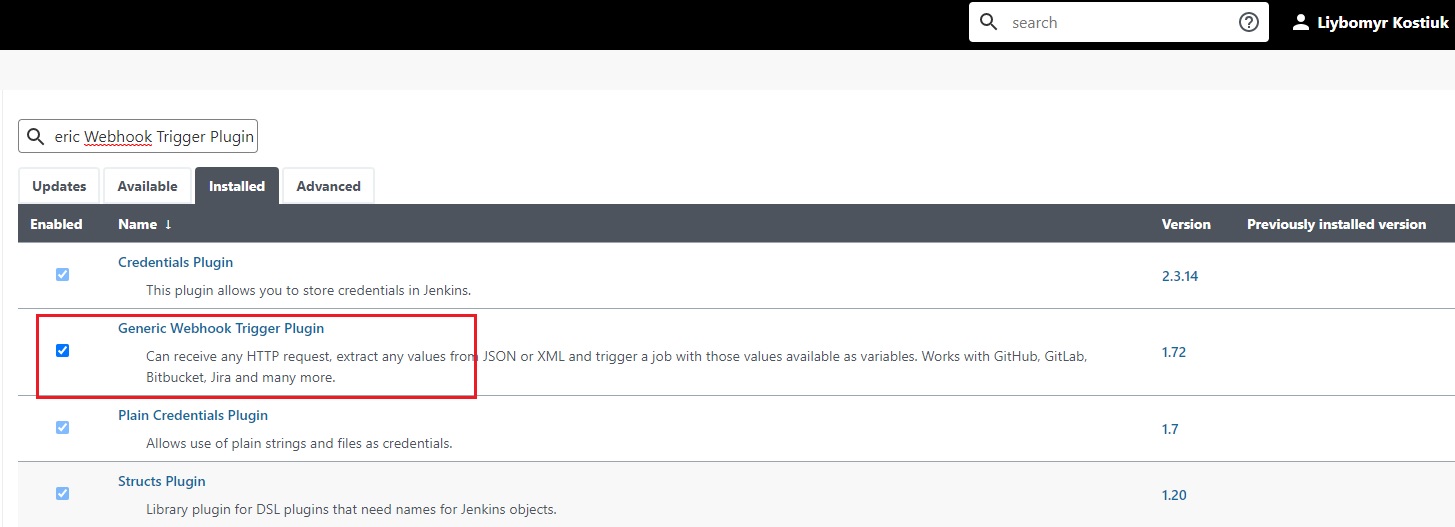 search
Liybomyr Kostiuk
eric Webhook Trigger Plugin
Updates Available Installed Advanced
Enabled Name ↓ Version Previously installed version
Credentials Plugin
This plugin allows you to store credentials in Jenkins.
2.3.14
Generic Webhook Trigger Plugin
Can receive any HTTP request, extract any values from JSON or XML and trigger a job with those values available as variables. Works with GitHub, GitLab,
Bitbucket, Jira and many more.
1.72
Plain Credentials Plugin
Allows use of plain strings and files as credentials.
1.7
Structs Plugin
Library plugin for DSL plugins that need names for Jenkins objects.
1.20